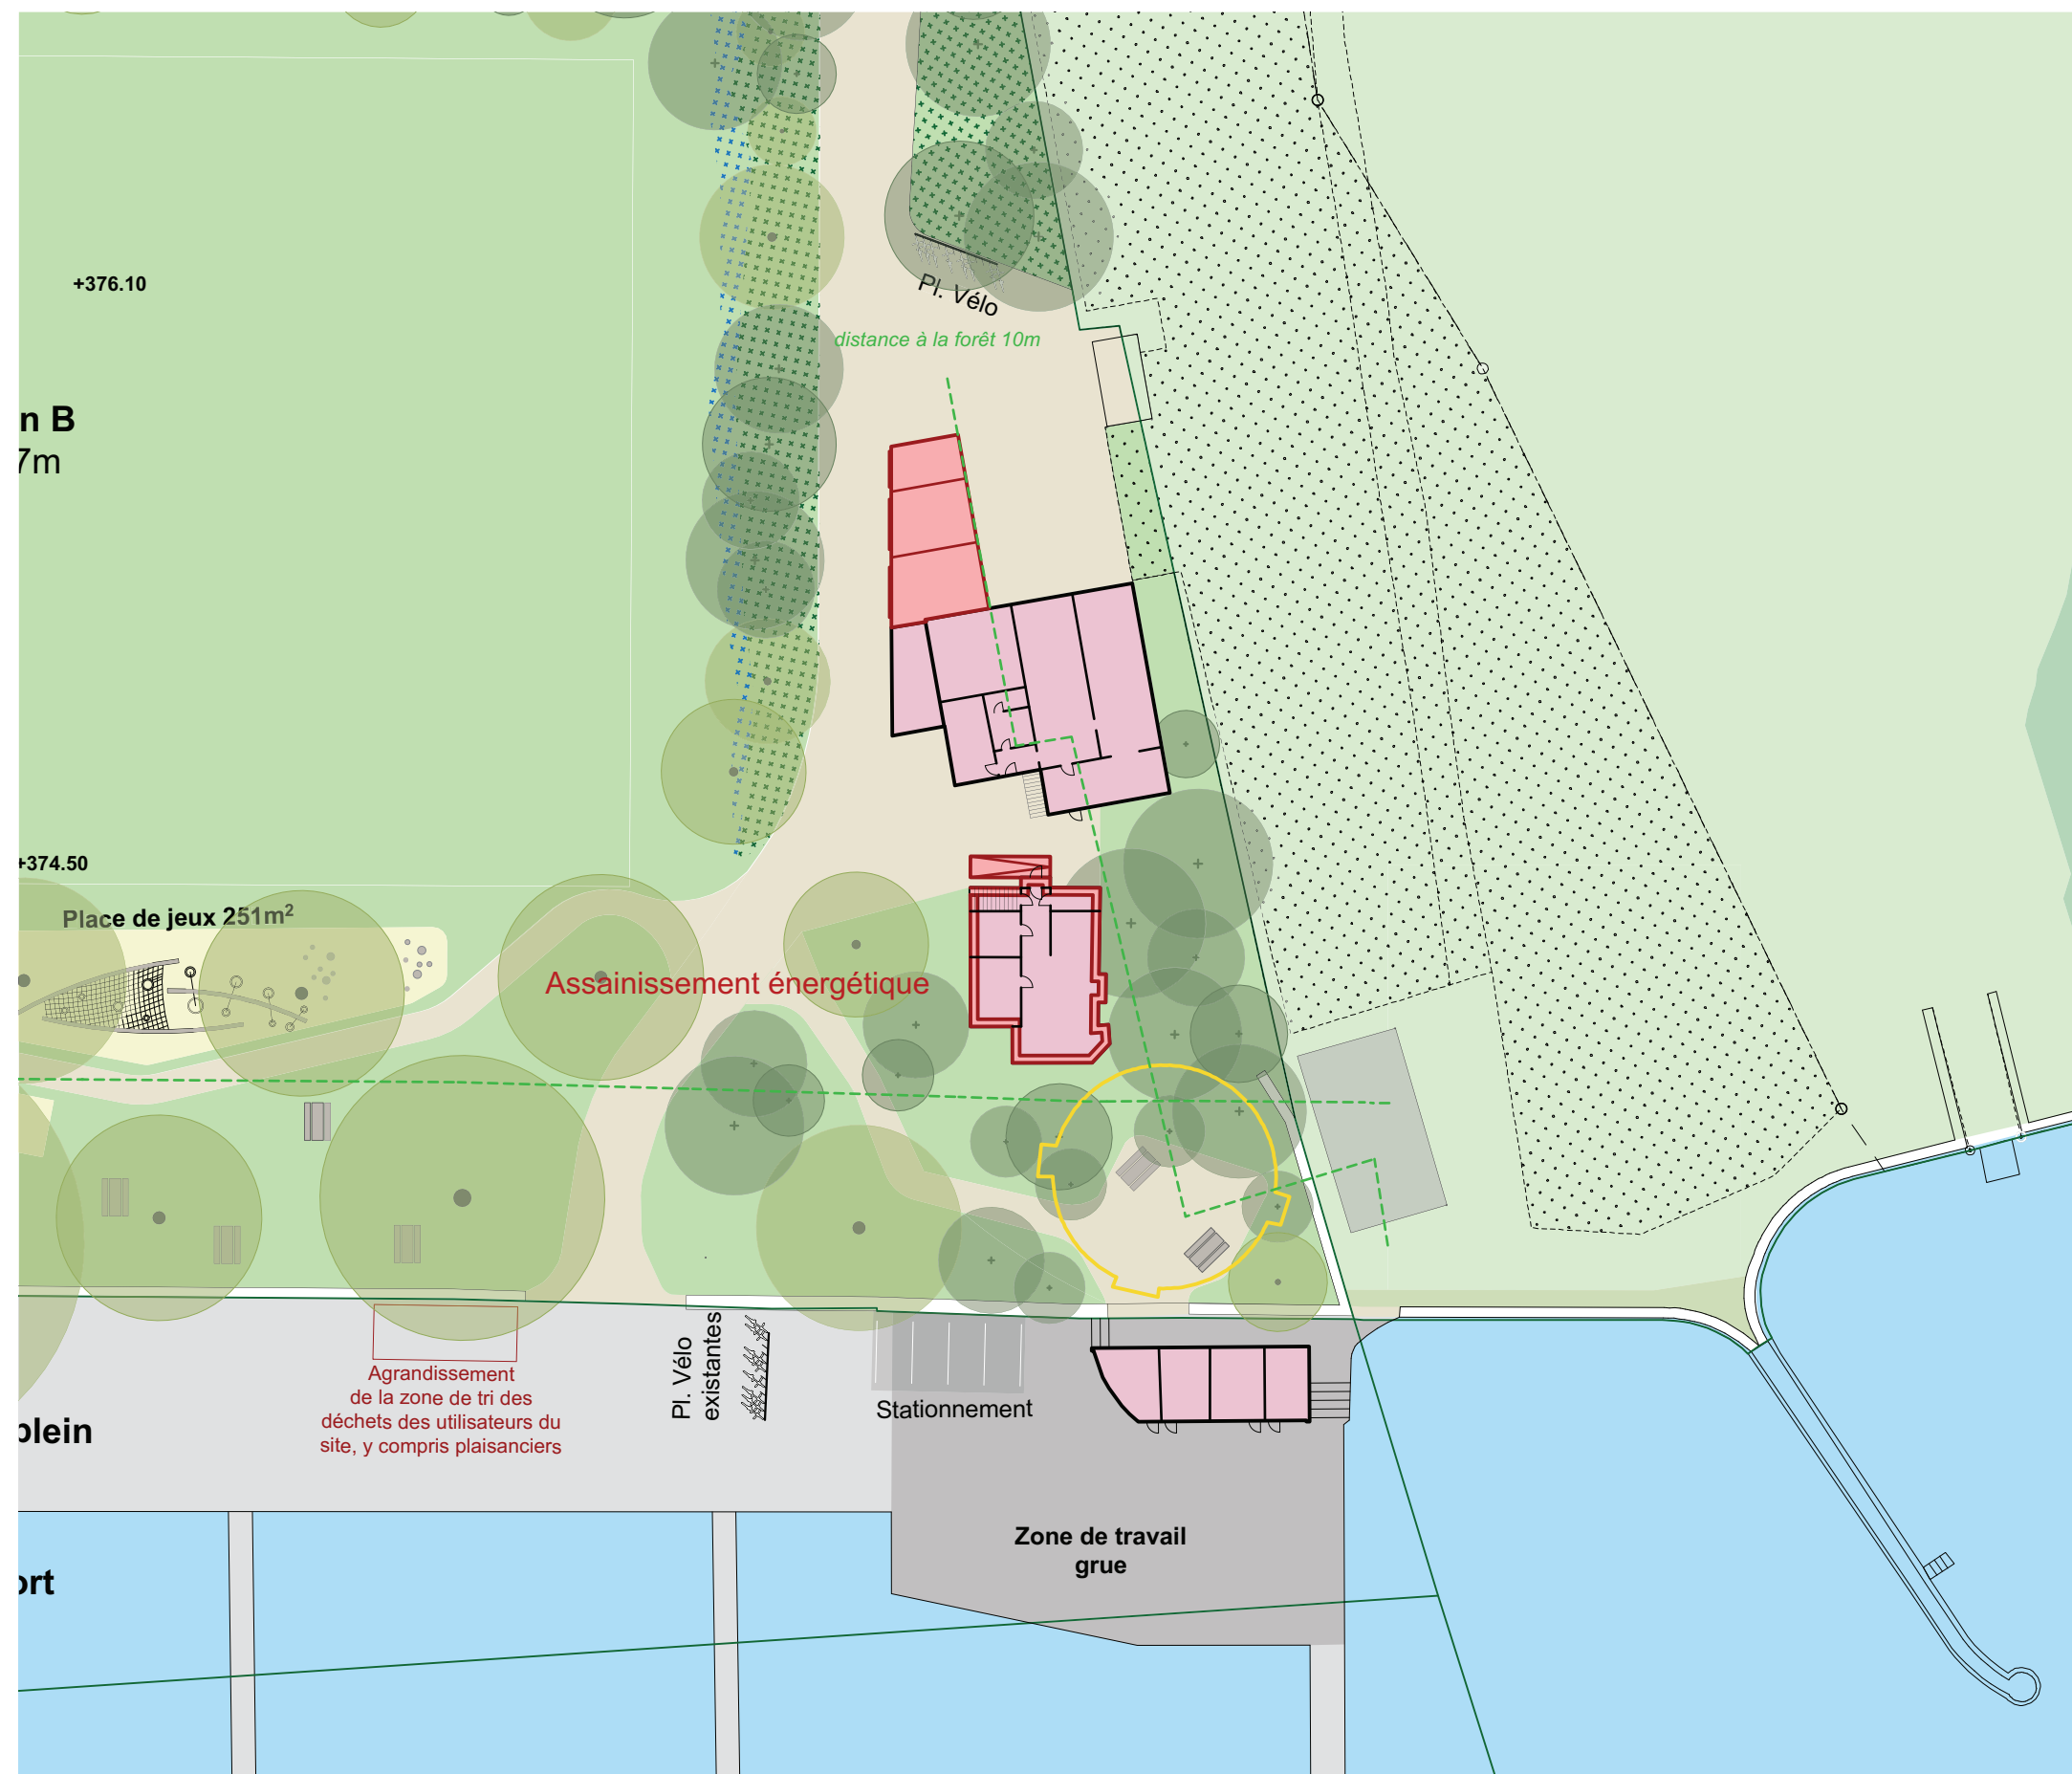 Pl. Vélo
+376.10
distance à la forêt 10m
n B
7m
+374.50
Place de jeux 251m²
Assainissement énergétique
Pl. Vélo
existantes
Agrandissement
de la zone de tri des
déchets des utilisateurs du
site, y compris plaisanciers
Stationnement
plein
Zone de travail
grue
ort